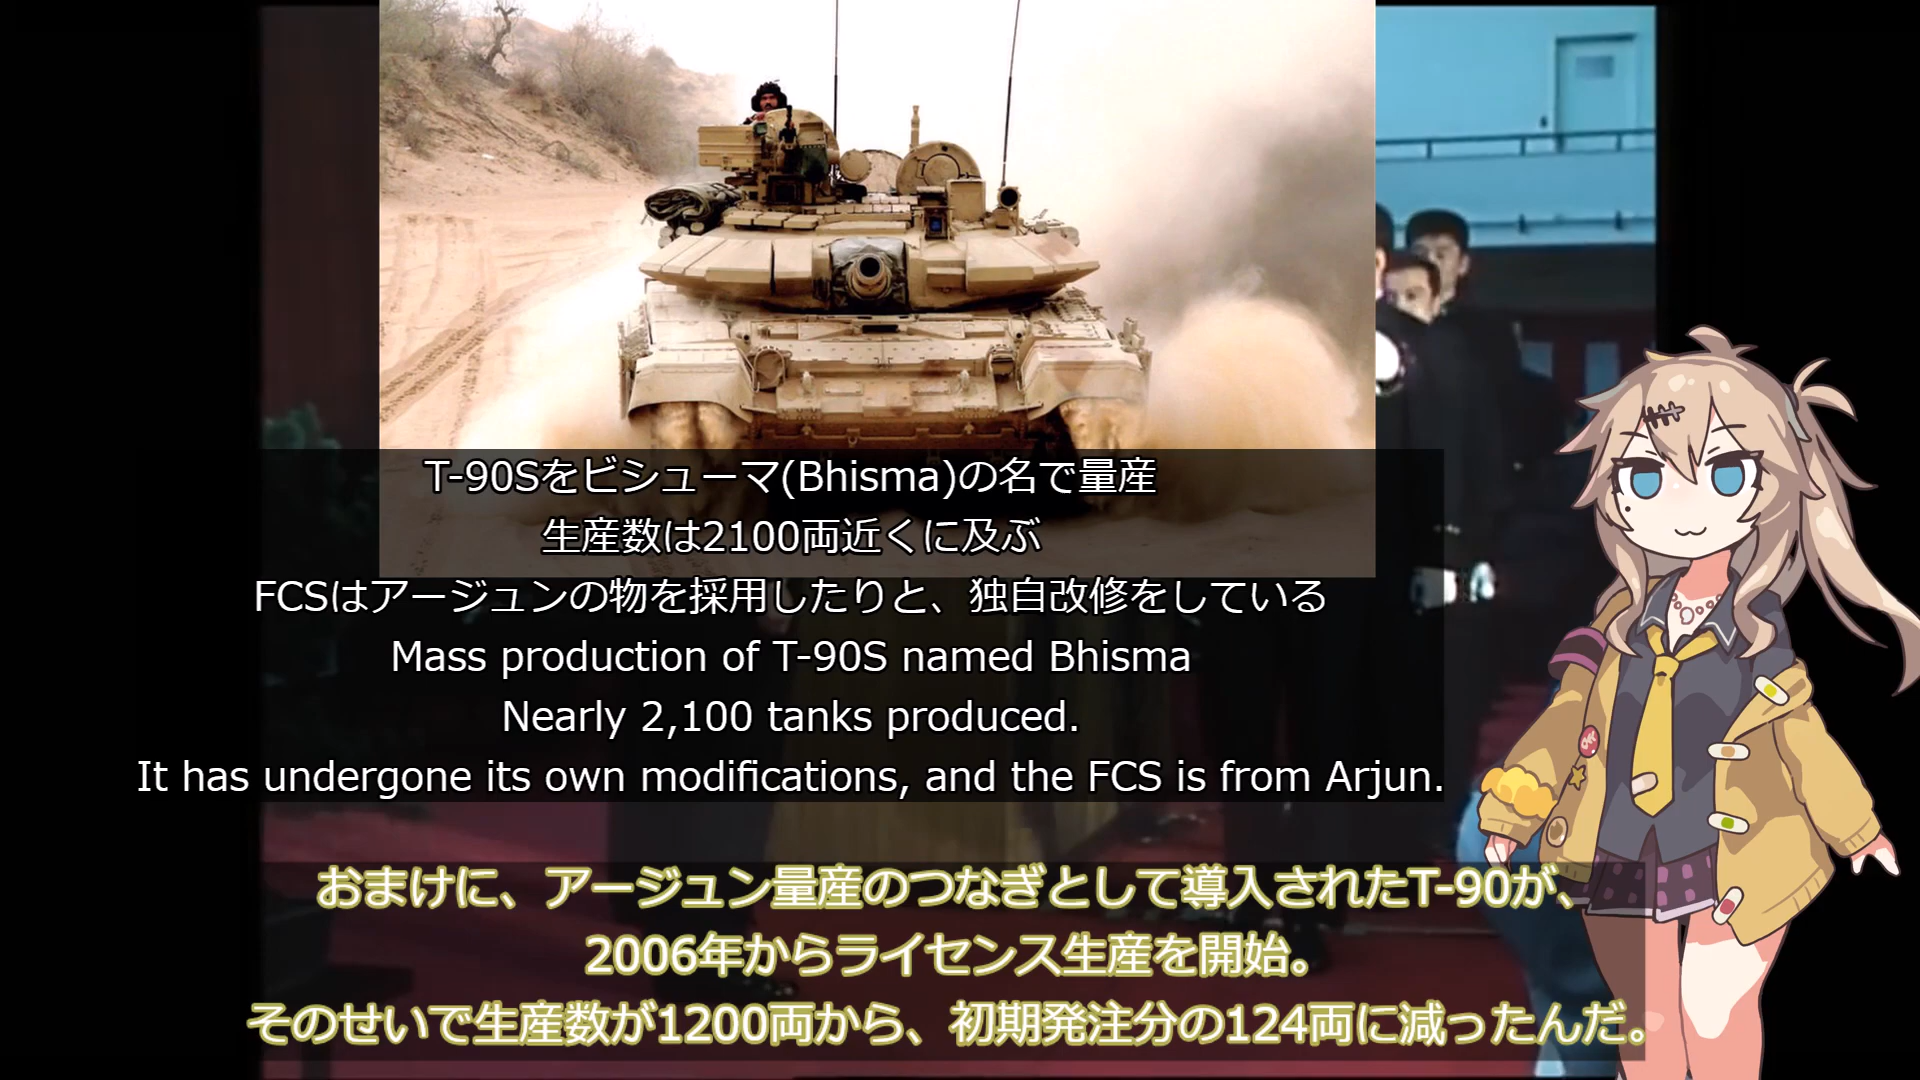 T-90Sをビシューマ(Bhisma)の名で量産
生産数は2100両近くに及ぶ
FCSはアージュンの物を採用したりと、独自改修をしている
Mass production of T-90S named Bhisma
Nearly 2,100 tanks produced.
It has undergone its own modifications, and the FCS is from Arjun.
おまけに、アージュン量産のつなぎとして導入されたT-90が、
2006年からライセンス生産を開始。
そのせいで生産数が1200両から、初期発注分の124両に減ったんだ。